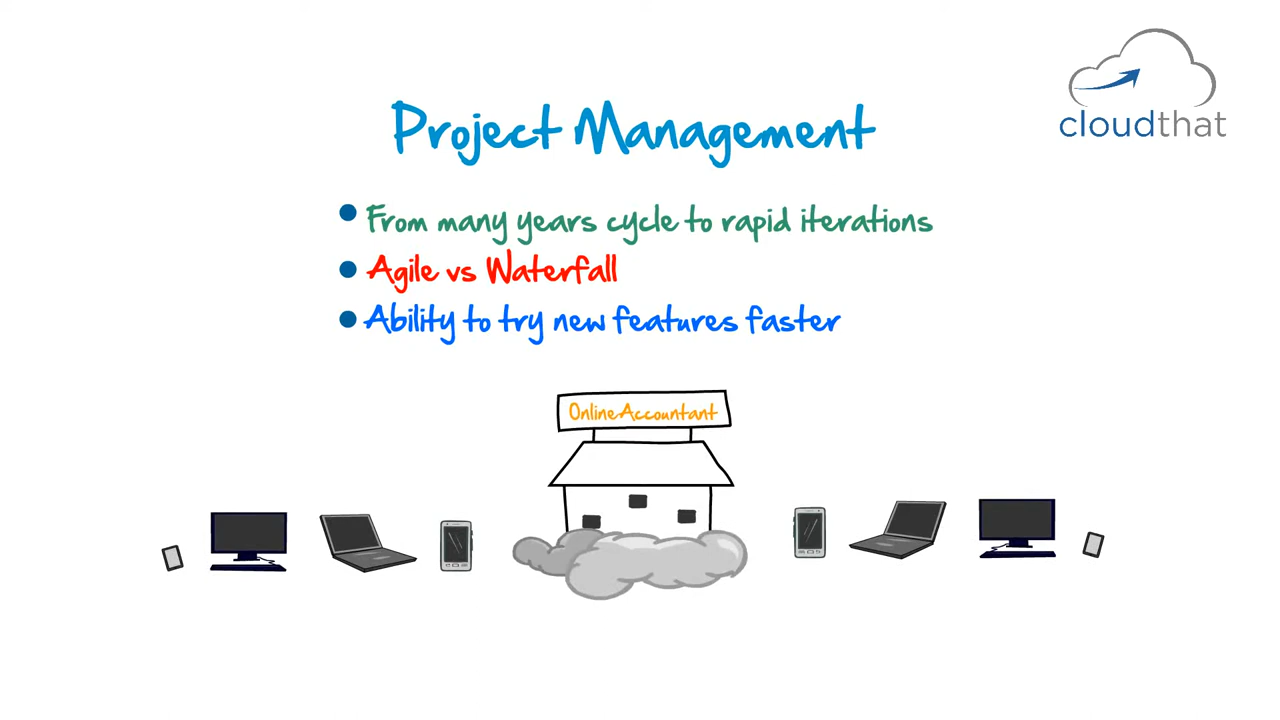 cloudthat
Project Management
From many years cycle to rapid iterations
Agile vs Waterfall
Ability to try new features faster
OnlineAccountant